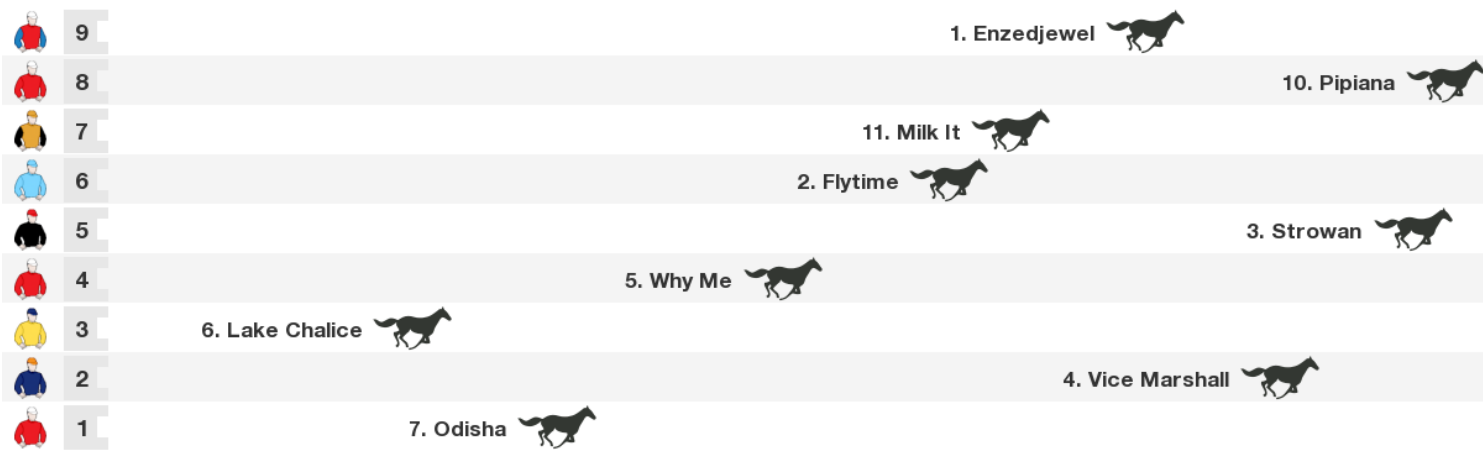 9 1. Enzedjewel
8 10. Pipiana
7 11. Milk It
6 2. Flytime
5 3. Strowan
4 5. Why Me
3 6. Lake Chalice
2 4. Vice Marshall
1 7. Odisha